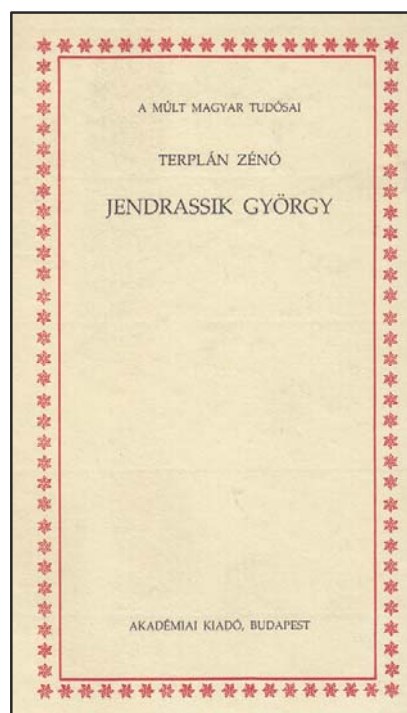 A MÚLT MAGYAR TUDÓSAI
TERPLÁN ZÉNÓ
JENDRASSIK GYÖRGY
AKADÉMIAI KIADÓ, BUDAPEST